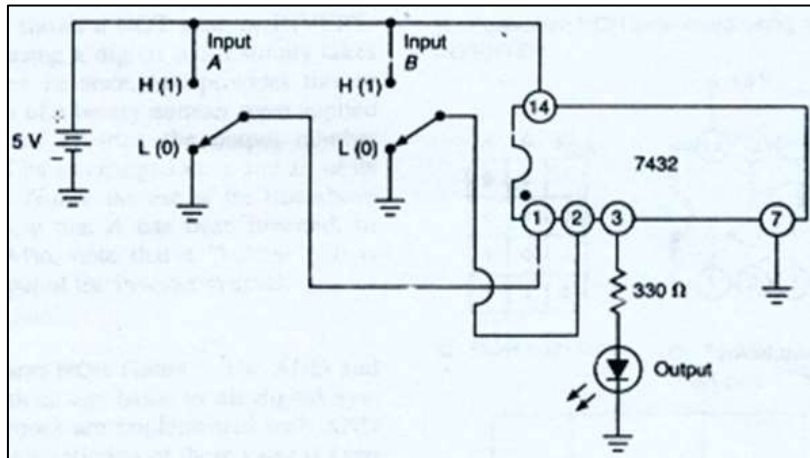 Input
A
Input
B
H (1)
H (1)
14
5 V
L (0)
L (0)
7432
1
2
3
7
330 Ω
Output